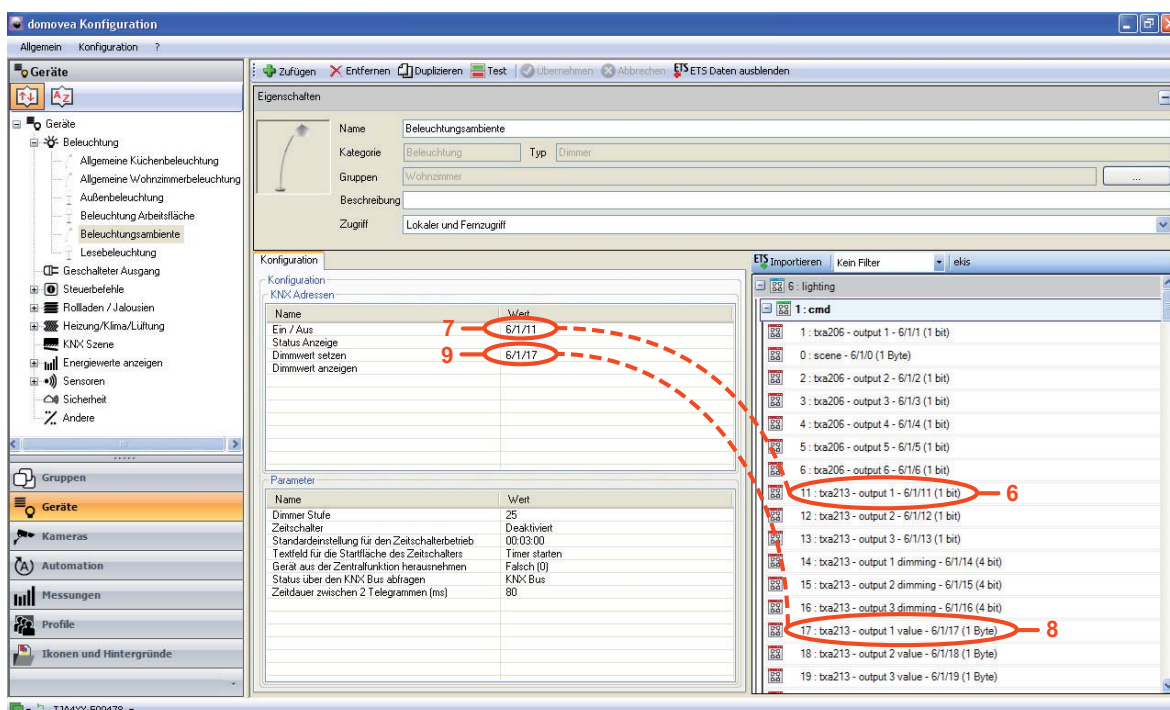 domovea Konfiguration
Allgemein Konfiguration ?
Geräte
Zufügen Entfernen Duplizieren Test Übernehmen Abbrechen ETS ETS Daten ausblenden
A Z
Eigenschaften
Geräte
Beleuchtung
Allgemeine Küchenbeleuchtung
Allgemeine Wohnzimmerbeleuchtung
Außenbeleuchtung
Beleuchtung Arbeitsfläche
Beleuchtungsambiente
Lesebeleuchtung
Geschalteter Ausgang
Steuerbefehle
Rolladen / Jalousien
Heizung/Klima/Lüftung
KNX Szene
Energiewerte anzeigen
Sensoren
Sicherheit
Andere
Gruppen
Geräte
Kameras
Automation
Messungen
Profile
Ikonen und Hintergründe
Name Beleuchtungsambiente
Kategorie Beleuchtung Typ Dimmer
Gruppen Wohnzimmer ...
Beschreibung
Zugriff Lokaler und Fernzugriff
Konfiguration
Konfiguration
KNX Adressen
Name Wert
Ein / Aus 7 6/1/11
Status Anzeige
Dimmwert setzen 9 6/1/17
Dimmwert anzeigen
Parameter
Name Wert
Dimmer Stufe 25
Zeitschalter Deaktiviert
Standardeinstellung für den Zeitschalterbetrieb 00:03:00
Textfeld für die Startfläche des Zeitschalters Timer starten
Gerät aus der Zentralfunktion herausnehmen Falsch (0)
Status über den KNX Bus abfragen KNX Bus
Zeitdauer zwischen 2 Telegrammen (ms) 80
ETS Importieren Kein Filter ekis
6 : lighting
1 : cmd
1 : txa206 - output 1 - 6/1/1 (1 bit)
0 : scene - 6/1/0 (1 Byte)
2 : txa206 - output 2 - 6/1/2 (1 bit)
3 : txa206 - output 3 - 6/1/3 (1 bit)
4 : txa206 - output 4 - 6/1/4 (1 bit)
5 : txa206 - output 5 - 6/1/5 (1 bit)
6 : txa206 - output 6 - 6/1/6 (1 bit)
11 : txa213 - output 1 - 6/1/11 (1 bit) 6
12 : txa213 - output 2 - 6/1/12 (1 bit)
13 : txa213 - output 3 - 6/1/13 (1 bit)
14 : txa213 - output 1 dimming - 6/1/14 (4 bit)
15 : txa213 - output 2 dimming - 6/1/15 (4 bit)
16 : txa213 - output 3 dimming - 6/1/16 (4 bit)
17 : txa213 - output 1 value - 6/1/17 (1 Byte) 8
18 : txa213 - output 2 value - 6/1/18 (1 Byte)
19 : txa213 - output 3 value - 6/1/19 (1 Byte)